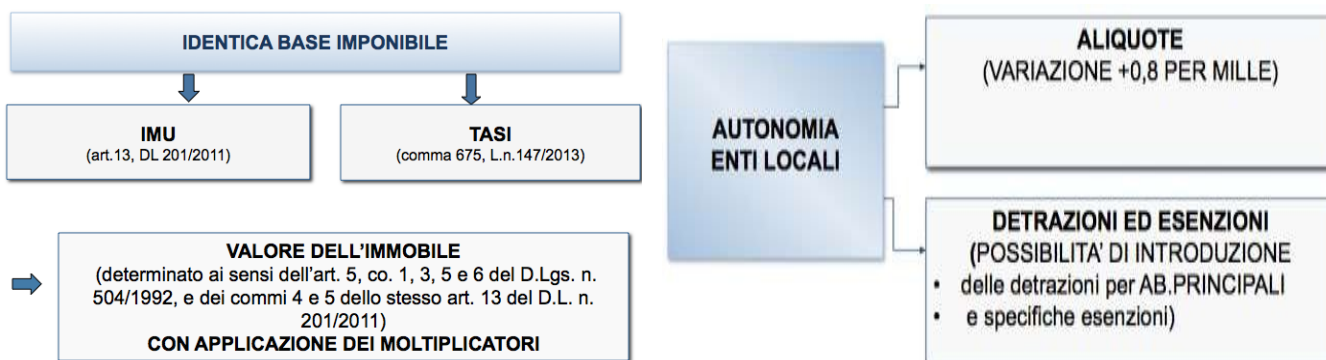 IDENTICA BASE IMPONIBILE
IMU
(art.13, DL 201/2011)
TASI
(comma 675, L.n.147/2013)
VALORE DELL’IMMOBILE
(determinato ai sensi dell’art. 5, co. 1, 3, 5 e 6 del D.Lgs. n.
504/1992, e dei commi 4 e 5 dello stesso art. 13 del D.L. n.
201/2011)
CON APPLICAZIONE DEI MOLTIPLICATORI
AUTONOMIA
ENTI LOCALI
ALIQUOTE
(VARIAZIONE +0,8 PER MILLE)
DETRAZIONI ED ESENZIONI
(POSSIBILITA’ DI INTRODUZIONE
• delle detrazioni per AB.PRINCIPALI
• e specifiche esenzioni)